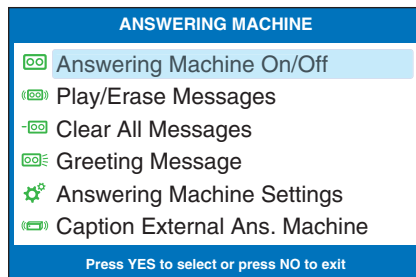 ANSWERING MACHINE
Answering Machine On/Off
Play/Erase Messages
Clear All Messages
Greeting Message
Answering Machine Settings
Caption External Ans. Machine
Press YES to select or press NO to exit